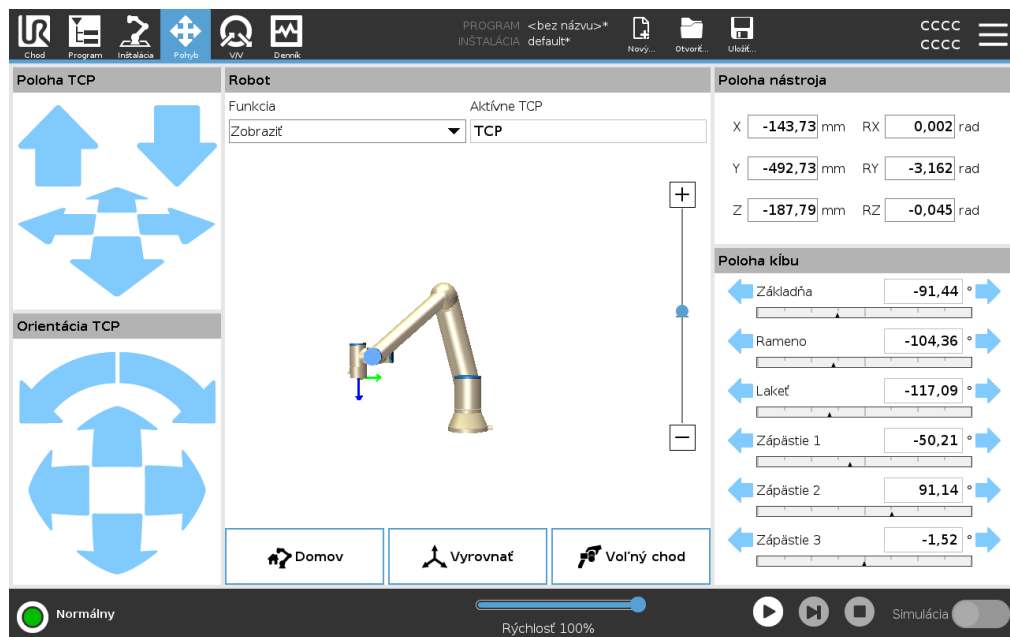 UR
PROGRAM <bez názvu>*
INŠTALÁCIA default*
CCCC
CCCC
Chod Program Inštalácia Pohyb V/V Denník Nový... Otvoriť... Uložiť...
Poloha TCP
Robot
Poloha nástroja
Funkcia Aktívne TCP
Zobraziť TCP
X -143,73 mm RX 0,002 rad
Y -492,73 mm RY -3,162 rad
Z -187,79 mm RZ -0,045 rad
Poloha kĺbu
Základňa -91,44 °
Orientácia TCP
Rameno -104,36 °
Lakeť -117,09 °
Zápästie 1 -50,21 °
Zápästie 2 91,14 °
Zápästie 3 -1,52 °
Domov Vyrovnať Voľný chod
Normálny
Rýchlosť 100%
Simulácia